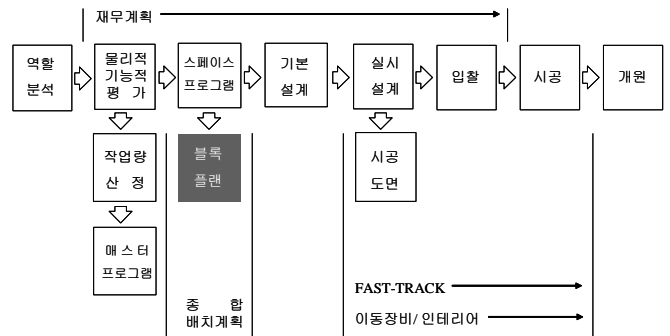 재무계획
역할
분석
물리적
기능적
평 가
스페이스
프로그램
기본
설계
실시
설계
입찰
시공
개원
작업량
산 정
블록
플랜
시공
도면
매스터
프로그램
종 합
배치계획
FAST-TRACK
이동장비/인테리어